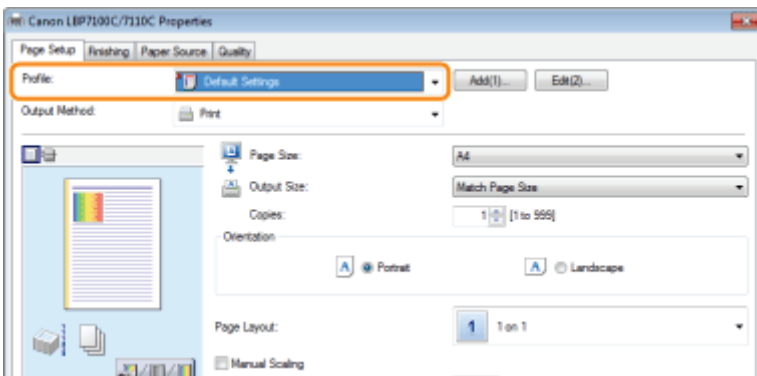 Canon LBP7100C/7110C Properties
Page Setup Finishing Paper Source Quality
Profile: Default Settings Add(1)... Edit(2)...
Output Method: Print
Page Size: A4
Output Size: Match Page Size
Copies: 1 [1 to 999]
Orientation
A Portrait A Landscape
Page Layout: 1 1 on 1
Manual Scaling